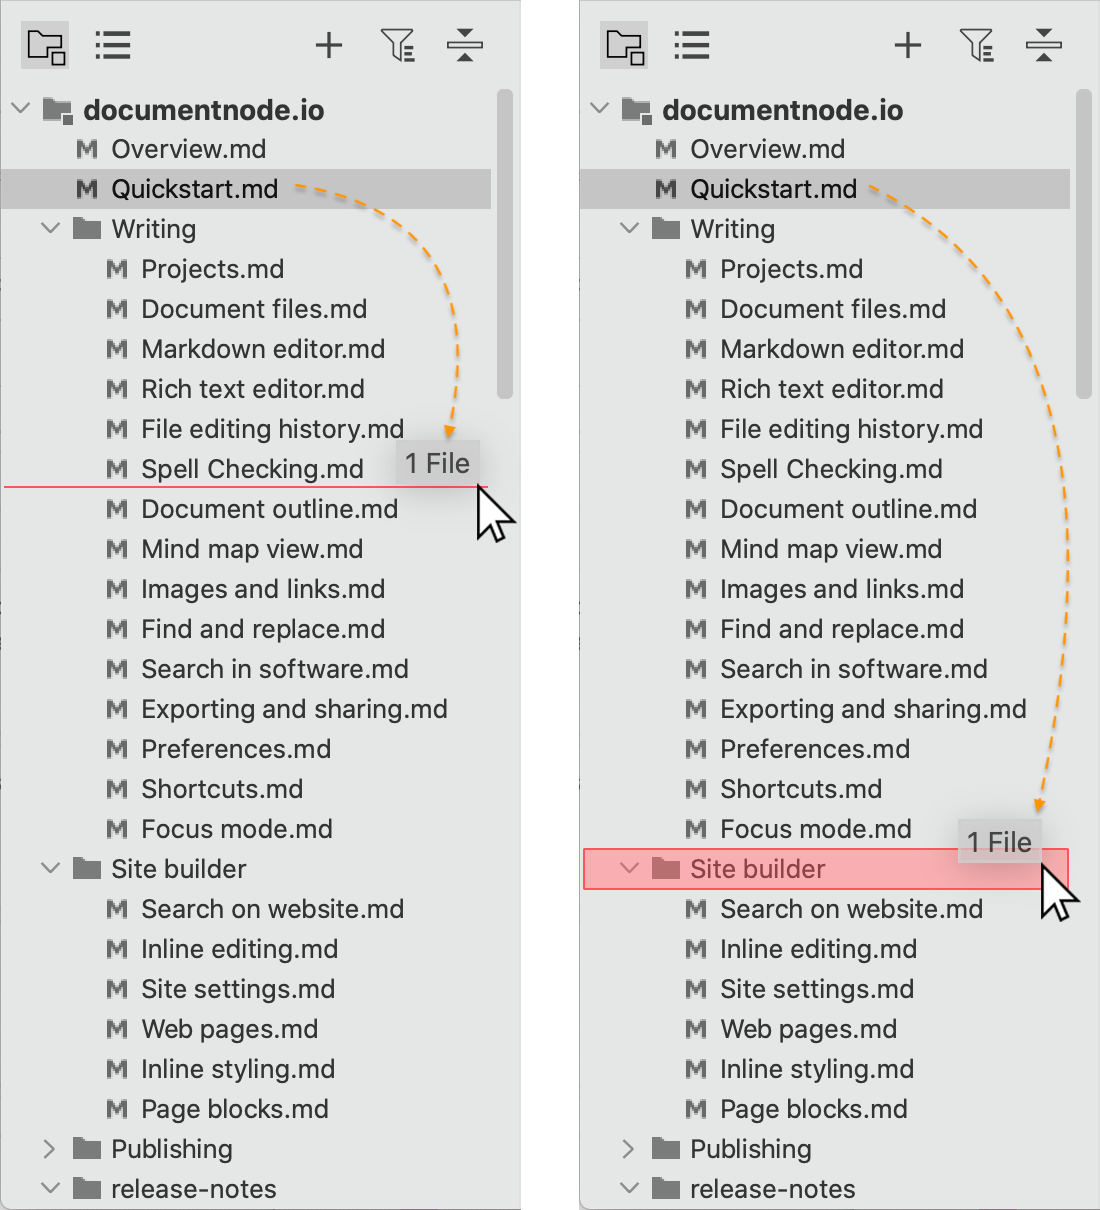 documentnode.io
Overview.md
Quickstart.md
Writing
Projects.md
Document files.md
Markdown editor.md
Rich text editor.md
File editing history.md
1 File
Spell Checking.md
Document outline.md
Mind map view.md
Images and links.md
Find and replace.md
Search in software.md
Exporting and sharing.md
Preferences.md
Shortcuts.md
Focus mode.md
Site builder
Search on website.md
Inline editing.md
Site settings.md
Web pages.md
Inline styling.md
Page blocks.md
Publishing
release-notes
documentnode.io
Overview.md
Quickstart.md
Writing
Projects.md
Document files.md
Markdown editor.md
Rich text editor.md
File editing history.md
Spell Checking.md
Document outline.md
Mind map view.md
Images and links.md
Find and replace.md
Search in software.md
Exporting and sharing.md
Preferences.md
Shortcuts.md
Focus mode.md
1 File
Site builder
Search on website.md
Inline editing.md
Site settings.md
Web pages.md
Inline styling.md
Page blocks.md
Publishing
release-notes